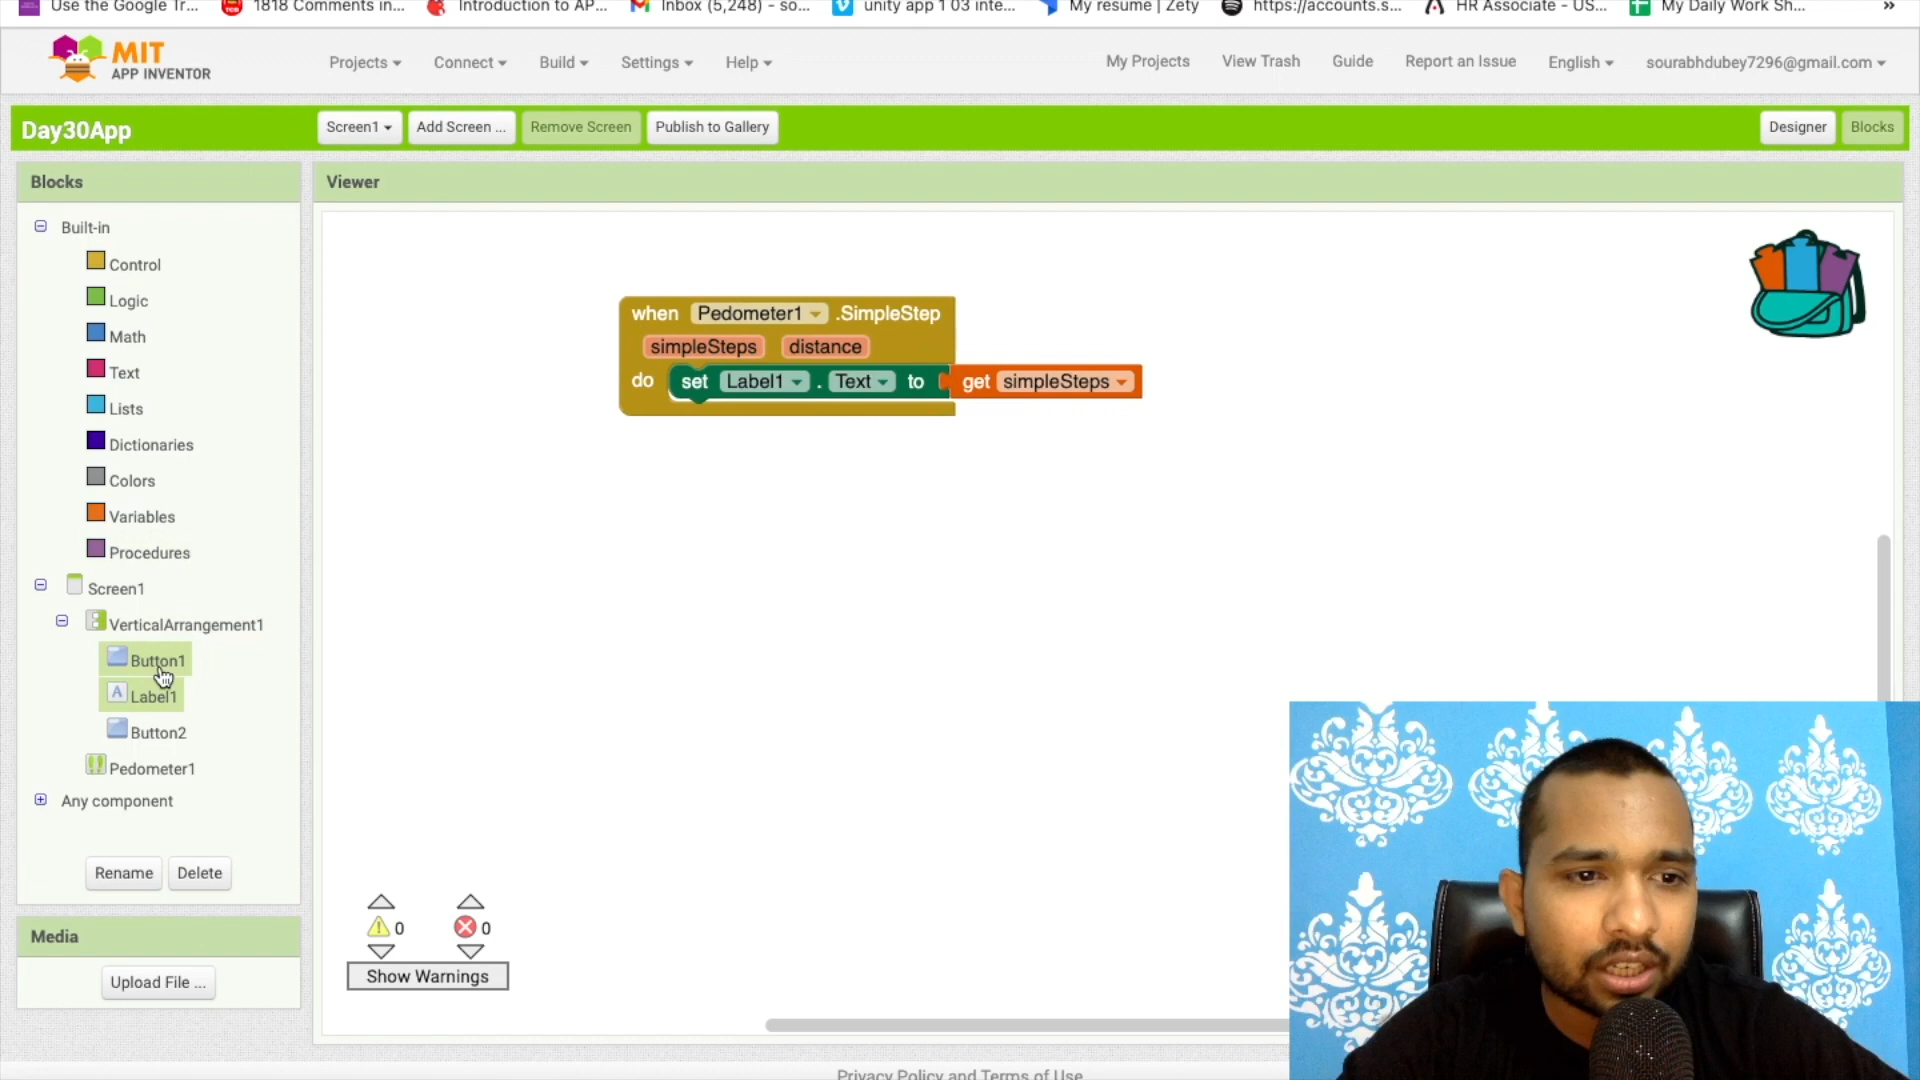 Use the Google Tr... 1818 Comments in... Introduction to AP... Inbox (5,248) - so... unity app 1 03 inte... My resume | Zety https://accounts.s... HR Associate - US... My Daily Work Sh... »
MIT
APP INVENTOR
Projects Connect Build Settings Help My Projects View Trash Guide Report an Issue English sourabhdubey7296@gmail.com
Day30App Screen1 Add Screen ... Remove Screen Publish to Gallery Designer Blocks
Blocks
Viewer
Built-in
Control
Logic
Math
Text
Lists
Dictionaries
Colors
Variables
Procedures
Screen1
VerticalArrangement1
Button1
A Label1
Button2
Pedometer1
Any component
Rename Delete
Media
Upload File ...
when Pedometer1 .SimpleStep
simpleSteps distance
do set Label1 . Text to get simpleSteps
0 0
Show Warnings
Privacy Policy and Terms of Use